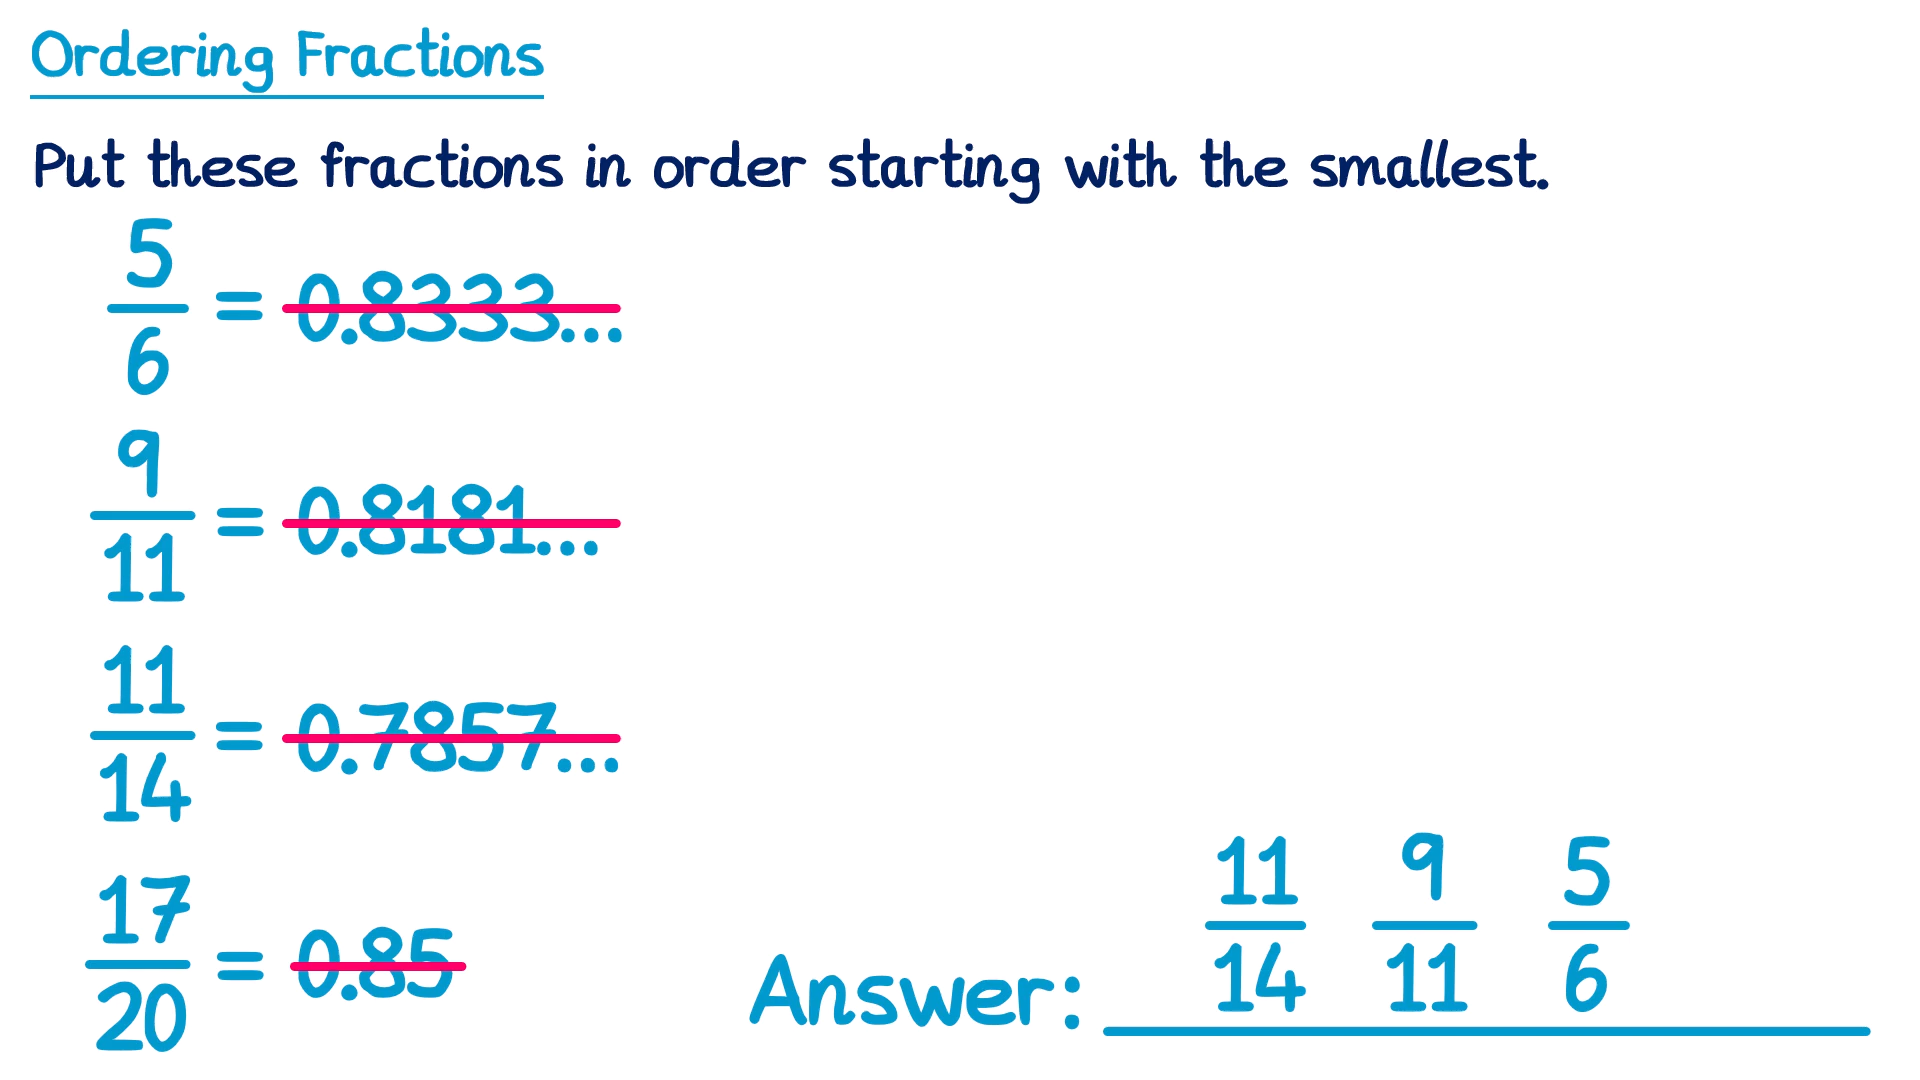 Ordering Fractions
Put these fractions in order starting with the smallest.
5/6 = 0.8333...
9/11 = 0.8181...
11/14 = 0.7857...
17/20 = 0.85
Answer: 11/14 9/11 5/6